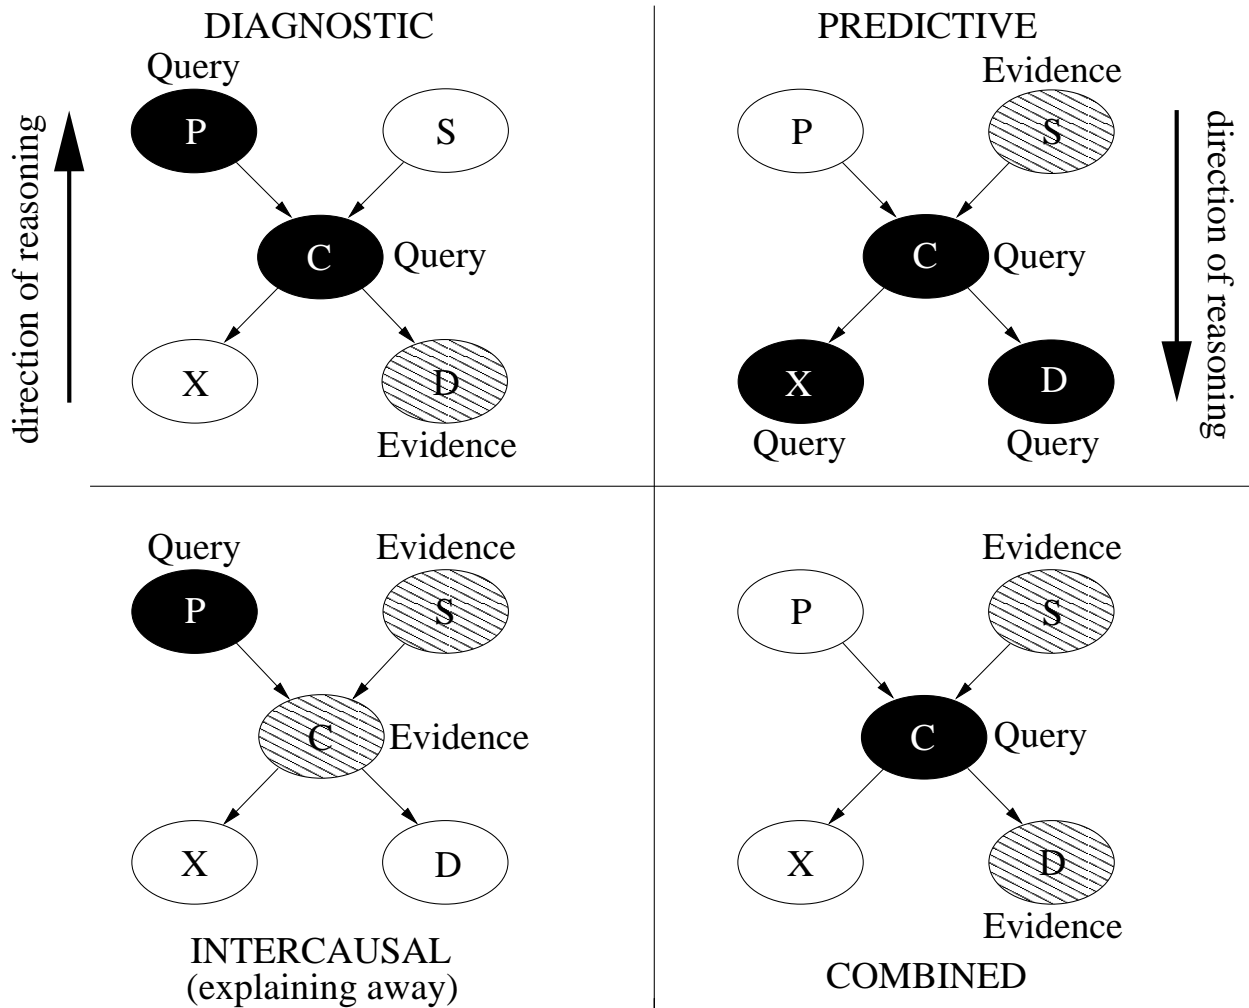 DIAGNOSTIC
Query
P
S
C
Query
X
D
Evidence
direction of reasoning
PREDICTIVE
Evidence
P
S
C
Query
X
D
Query
Query
direction of reasoning
Query
Evidence
P
S
C
Evidence
X
D
INTERCAUSAL
(explaining away)
Evidence
P
S
C
Query
X
D
Evidence
COMBINED